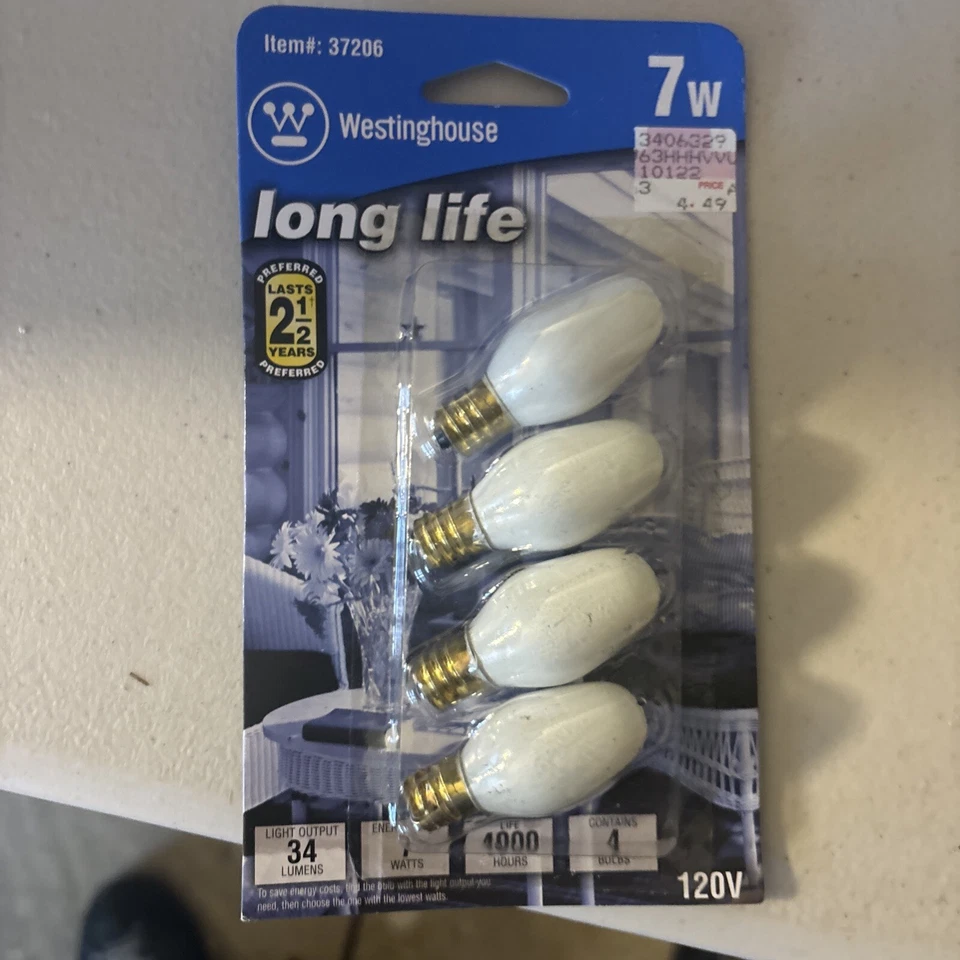 Item#: 37206
7W
W
Westinghouse
3406329
10122
3 PRICE
4.49
long life
PREFERRED
LASTS
2 1/2†
YEARS
PREFERRED
LIGHT OUTPUT
34
LUMENS
WATTS
LIFE
4000
HOURS
CONTAINS
4
BULBS
* To save energy costs, find the bulb with the light output you
need, then choose the one with the lowest watts.
120V